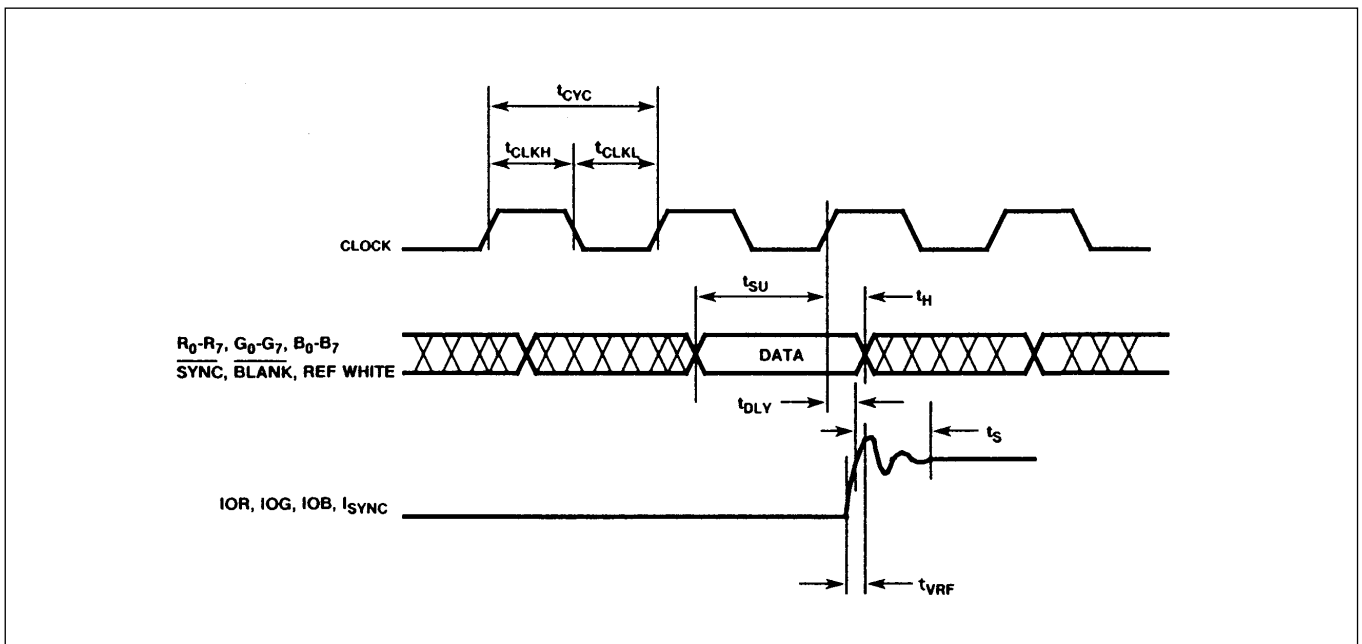 tCYC
tCLKH tCLKL
CLOCK
tSU tH
R0-R7, G0-G7, B0-B7
SYNC, BLANK, REF WHITE
DATA
tDLY
tS
IOR, IOG, IOB, ISYNC
tVRF